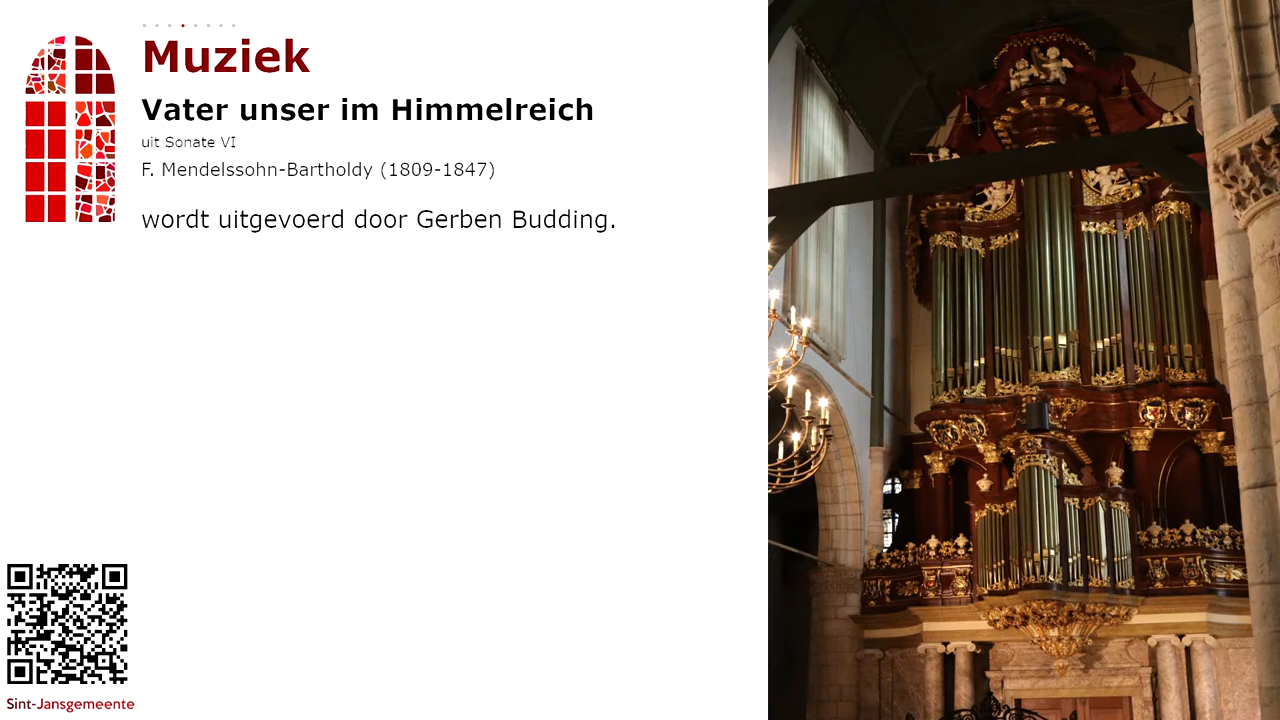 Muziek
Vater unser im Himmelreich
uit Sonate VI
F. Mendelssohn-Bartholdy (1809-1847)
wordt uitgevoerd door Gerben Budding.
Sint-Jansgemeente